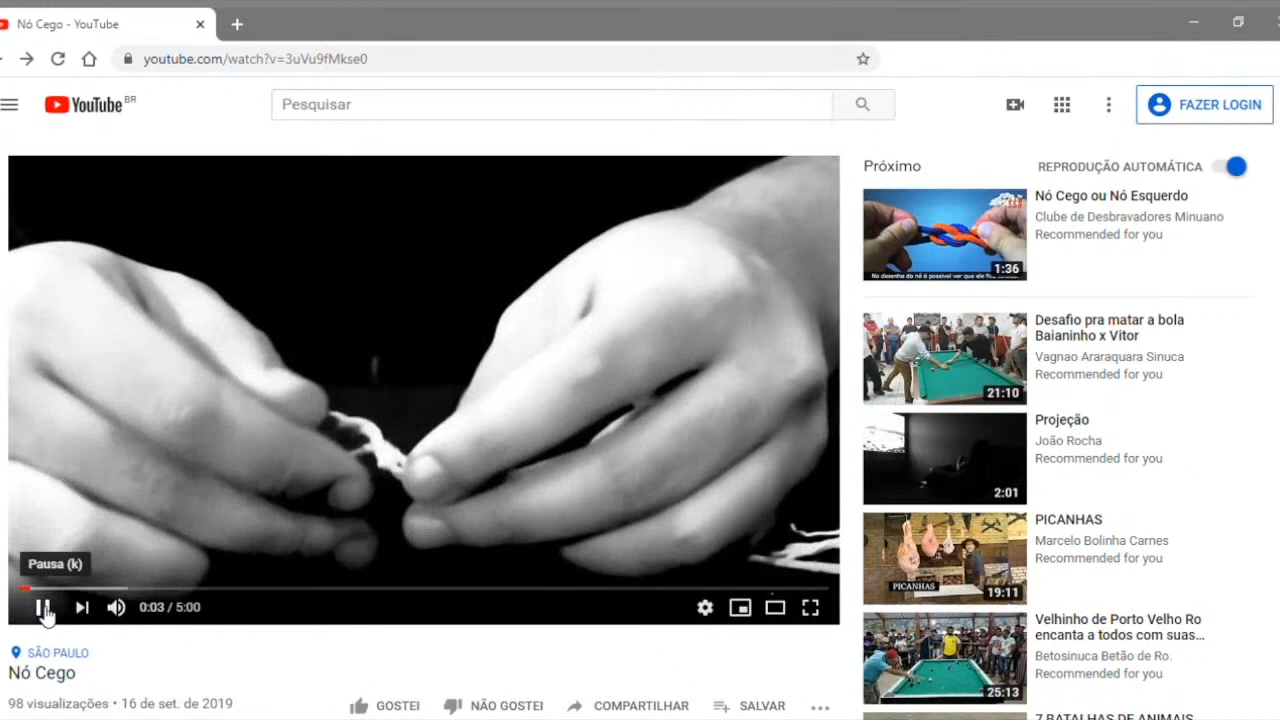 Nó Cego - YouTube
youtube.com/watch?v=3uVu9fMkse0
YouTube BR
Pesquisar
FAZER LOGIN
Próximo
REPRODUÇÃO AUTOMÁTICA
Nó Cego ou Nó Esquerdo
Clube de Desbravadores Minuano
Recommended for you
1:36
Desafio pra matar a bola
Baianinho x Vitor
Vagnao Araraquara Sinuca
Recommended for you
21:10
Projeção
João Rocha
Recommended for you
2:01
PICANHAS
Marcelo Bolinha Carnes
Recommended for you
PICANHAS
19:11
Velhinho de Porto Velho Ro
encanta a todos com suas...
Betosinuca Betão de Ro.
Recommended for you
25:13
7 BATALHAS DE ANIMAIS
Pausa (k)
0:03 / 5:00
SÃO PAULO
Nó Cego
98 visualizações • 16 de set. de 2019
GOSTEI
NÃO GOSTEI
COMPARTILHAR
SALVAR